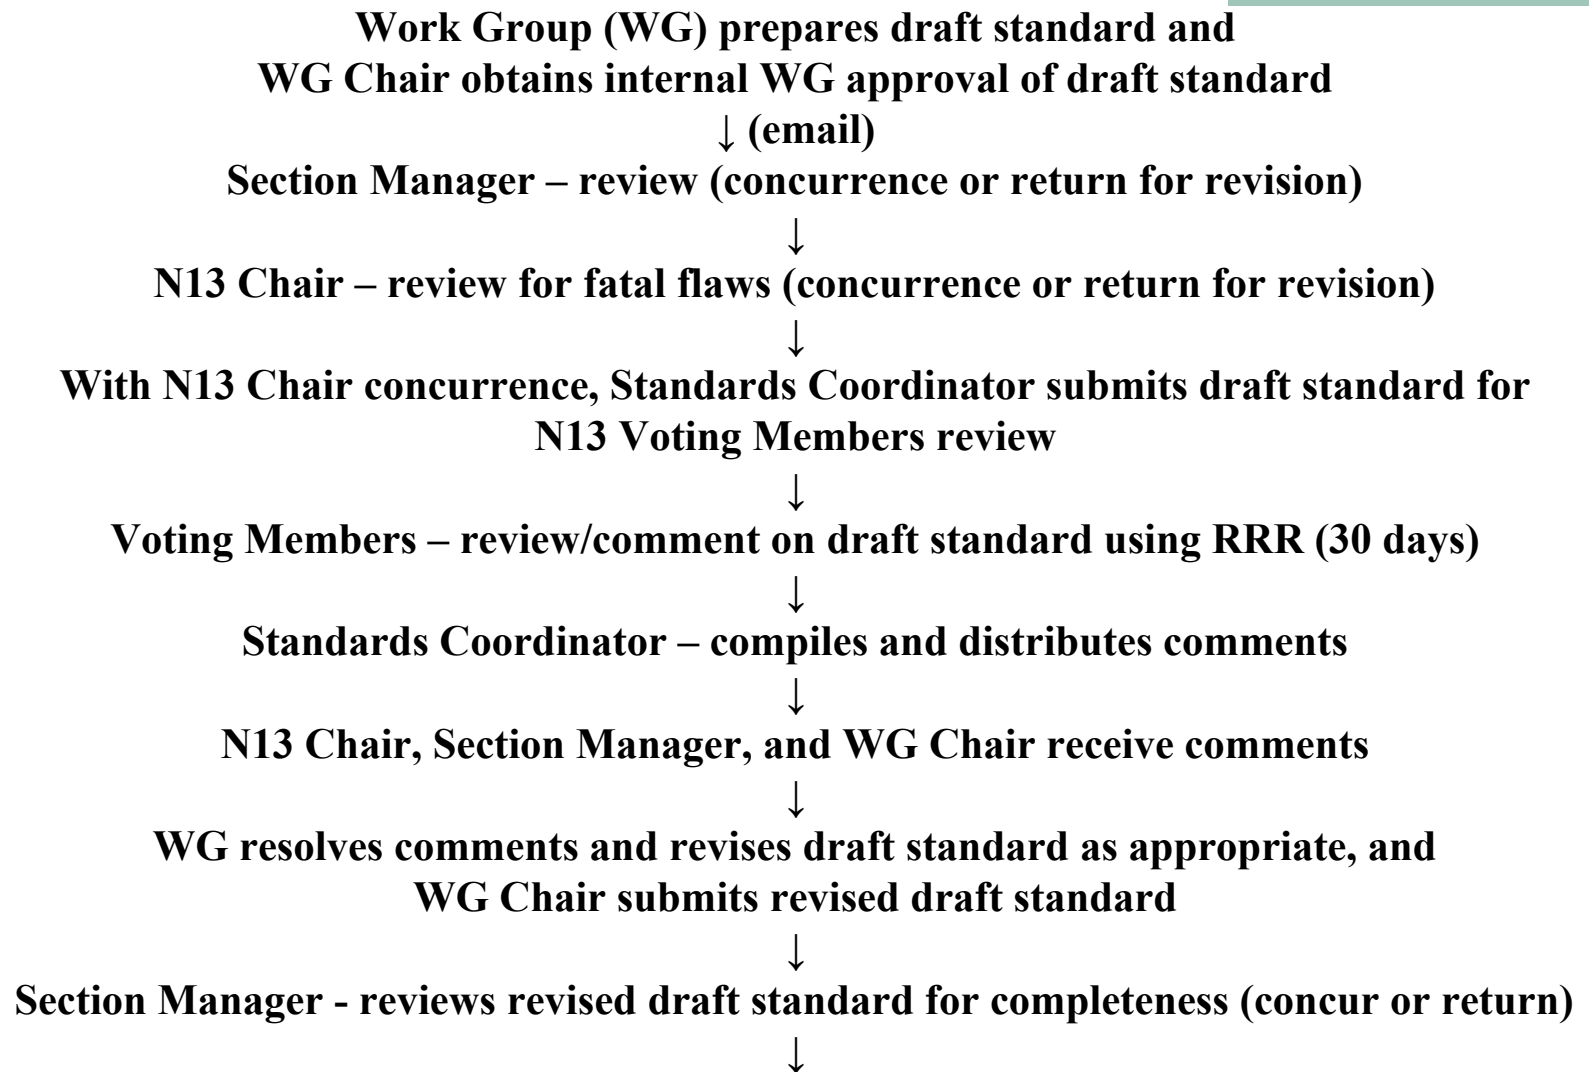 Work Group (WG) prepares draft standard and
WG Chair obtains internal WG approval of draft standard
↓ (email)
Section Manager – review (concurrence or return for revision)
↓
N13 Chair – review for fatal flaws (concurrence or return for revision)
↓
With N13 Chair concurrence, Standards Coordinator submits draft standard for
N13 Voting Members review
↓
Voting Members – review/comment on draft standard using RRR (30 days)
↓
Standards Coordinator – compiles and distributes comments
↓
N13 Chair, Section Manager, and WG Chair receive comments
↓
WG resolves comments and revises draft standard as appropriate, and
WG Chair submits revised draft standard
↓
Section Manager - reviews revised draft standard for completeness (concur or return)
↓